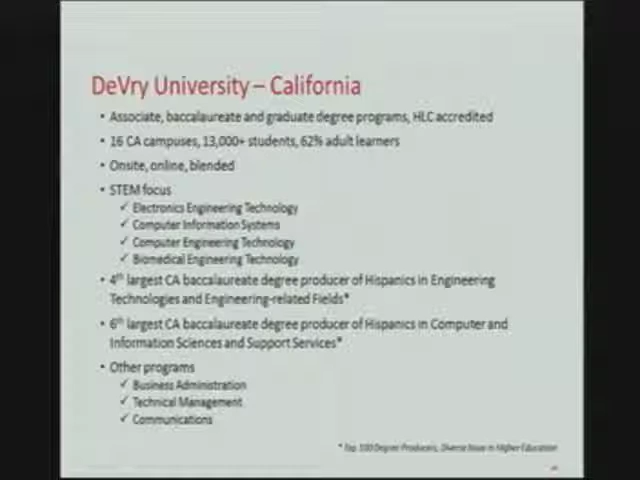 DeVry University – California
• Associate, baccalaureate and graduate degree programs, HLC accredited
• 16 CA campuses, 13,000+ students, 62% adult learners
• Onsite, online, blended
• STEM focus
✓ Electronics Engineering Technology
✓ Computer Information Systems
✓ Computer Engineering Technology
✓ Biomedical Engineering Technology
• 4th largest CA baccalaureate degree producer of Hispanics in Engineering
Technologies and Engineering-related Fields*
• 6th largest CA baccalaureate degree producer of Hispanics in Computer and
Information Sciences and Support Services*
• Other programs
✓ Business Administration
✓ Technical Management
✓ Communications
* Top 100 Degree Producers, Diverse Issue in Higher Education